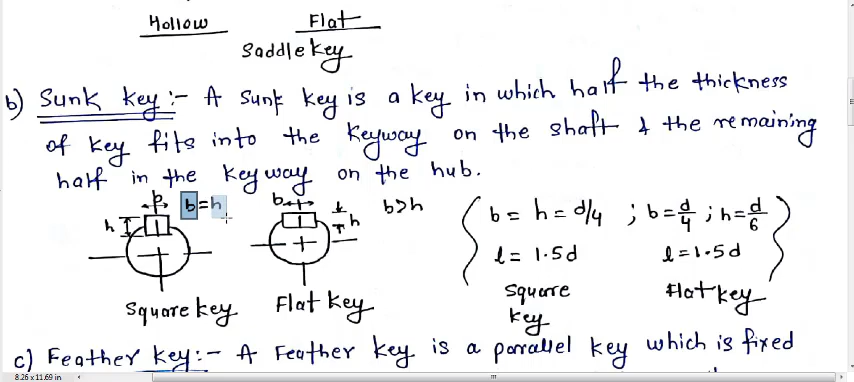 Hollow Flat
Saddle key
b) Sunk key :- A sunk key is a key in which half the thickness
of key fits into the keyway on the shaft & the remaining
half in the keyway on the hub.
b b=h b b>h
h h
b = h = d/4 ; b = d/4 ; h = d/6
l = 1.5d l = 1.5d
Square key Flat key
Square key Flat key
c) Feather key :- A Feather key is a parallel key which is fixed
8.26 x 11.69 in